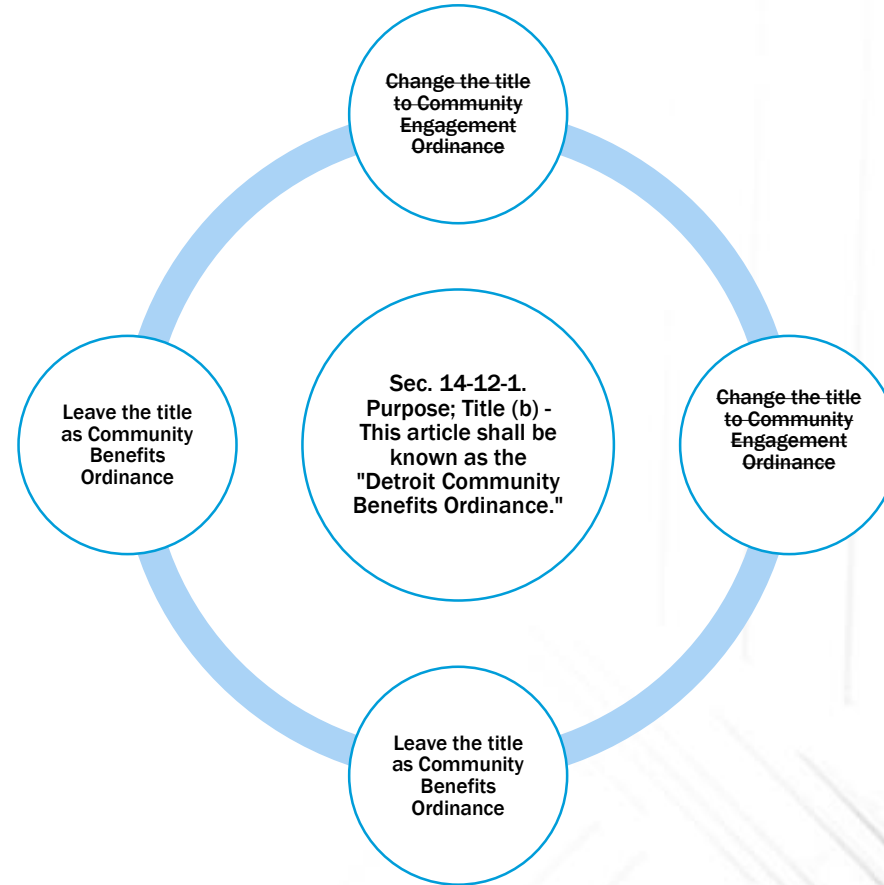 Change the title
to Community
Engagement
Ordinance
Leave the title
as Community
Benefits
Ordinance
Sec. 14-12-1.
Purpose; Title (b) -
This article shall be
known as the
"Detroit Community
Benefits Ordinance."
Change the title
to Community
Engagement
Ordinance
Leave the title
as Community
Benefits
Ordinance